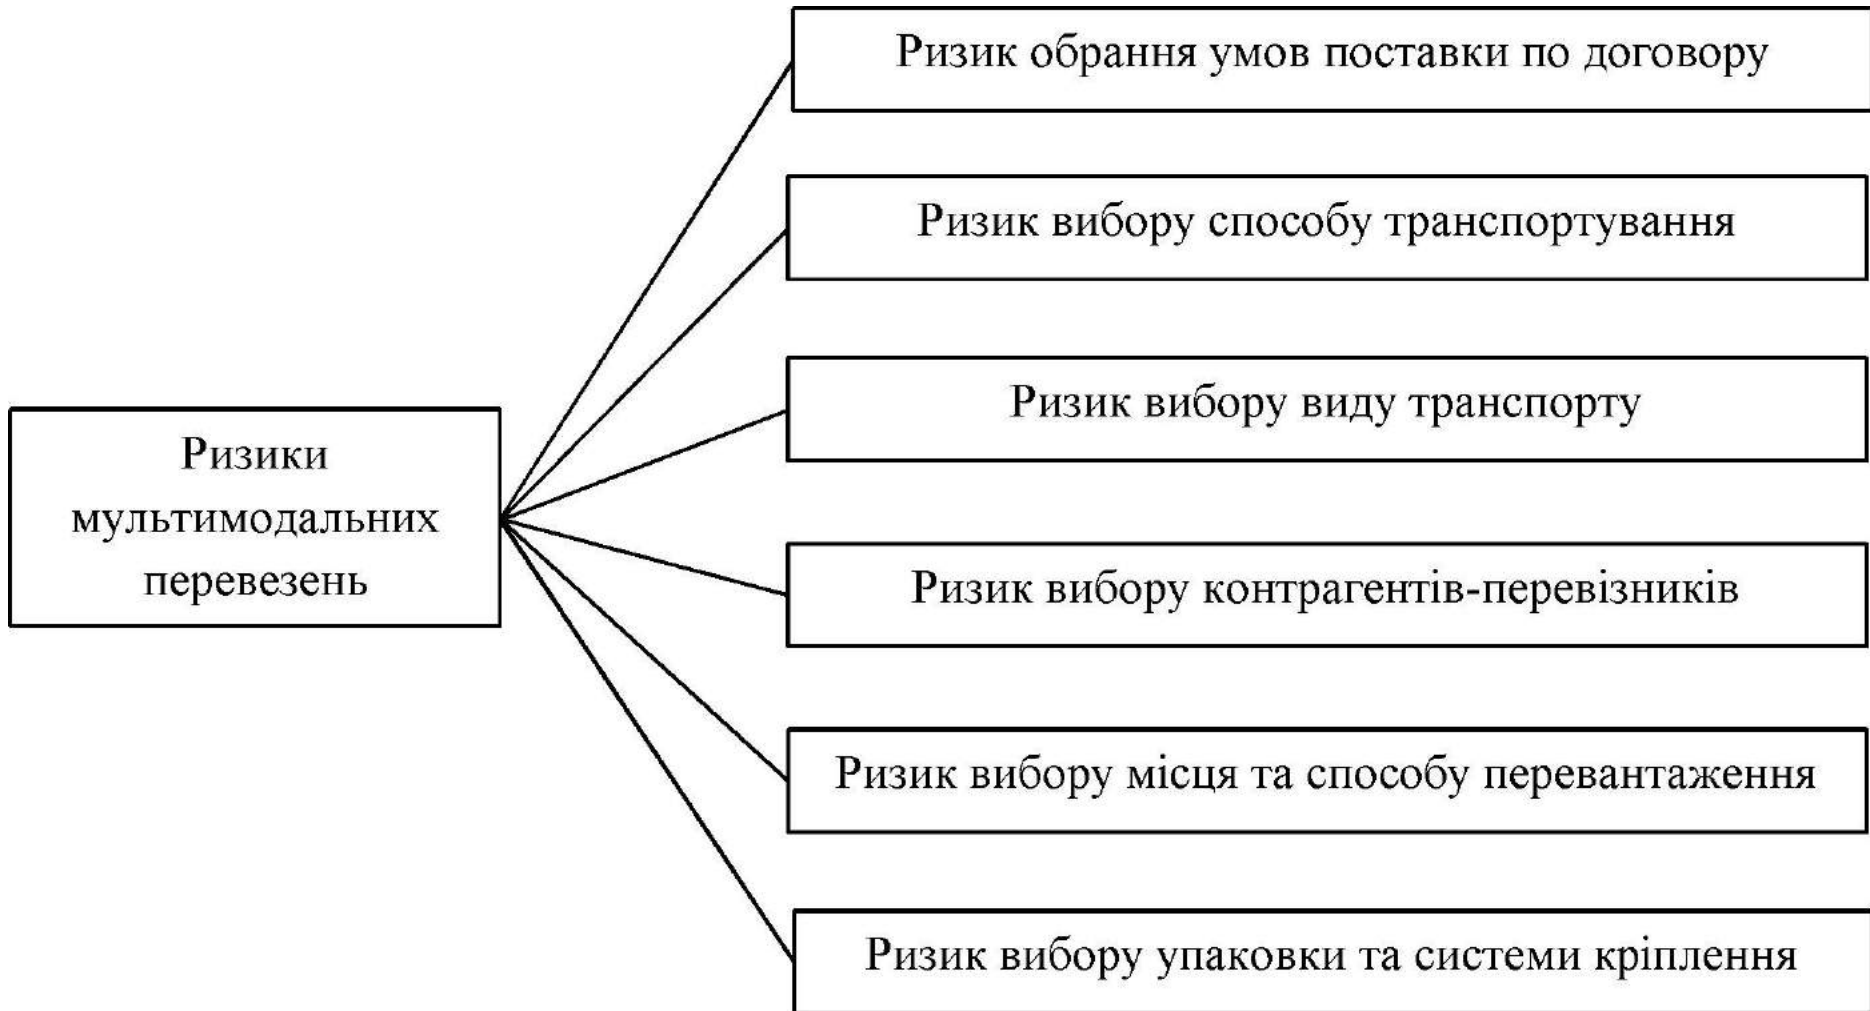 Ризик обрання умов поставки по договору
Ризик вибору способу транспортування
Ризик вибору виду транспорту
Ризики
мультимодальних
перевезень
Ризик вибору контрагентів-перевізників
Ризик вибору місця та способу перевантаження
Ризик вибору упаковки та системи кріплення